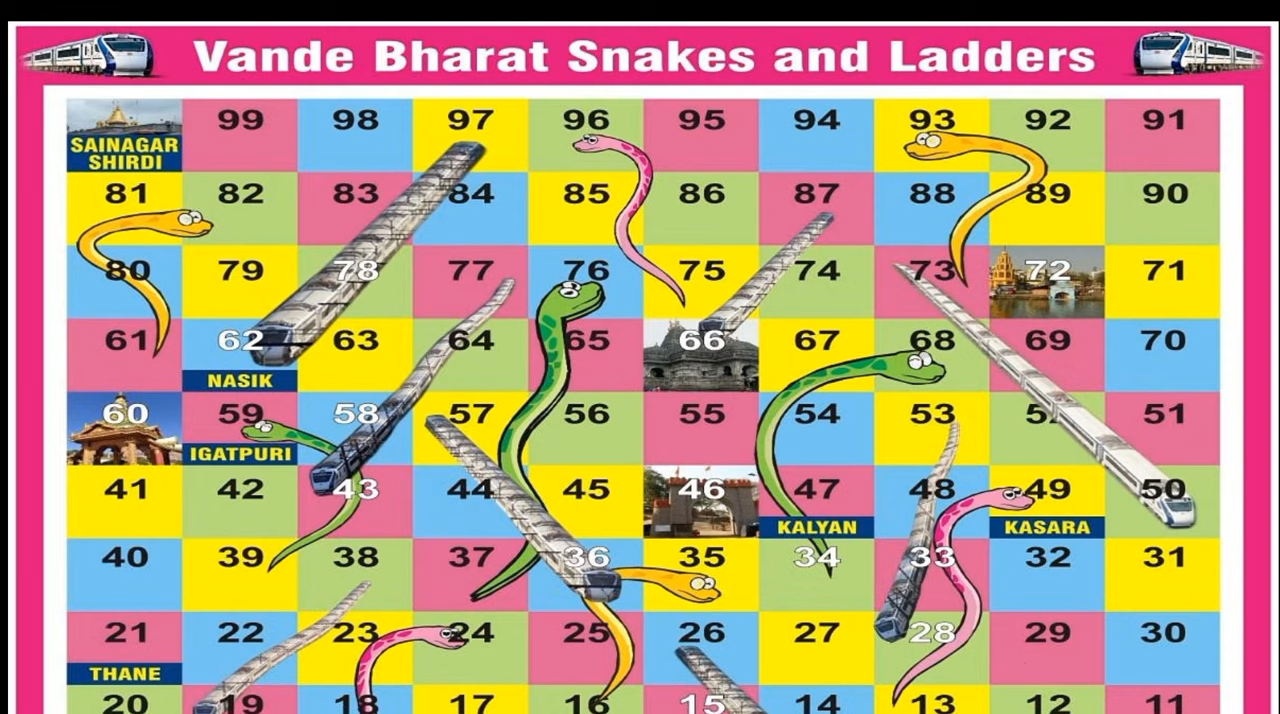 Vande Bharat Snakes and Ladders
SAINAGAR
SHIRDI
99 98 97 96 95 94 93 92 91
81 82 83 84 85 86 87 88 89 90
80 79 78 77 76 75 74 73 72 71
61 62 63 64 65 66 67 68 69 70
NASIK
60 59 58 57 56 55 54 53 52 51
IGATPURI
41 42 43 44 45 46 47 48 49 50
KALYAN KASARA
40 39 38 37 36 35 34 33 32 31
21 22 23 24 25 26 27 28 29 30
THANE
20 19 18 17 16 15 14 13 12 11